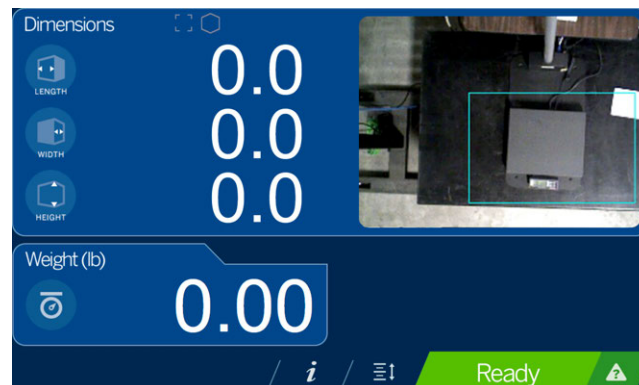 Dimensions
LENGTH
0.0
WIDTH
0.0
HEIGHT
0.0
Weight (lb)
0.00
i
Ready
?